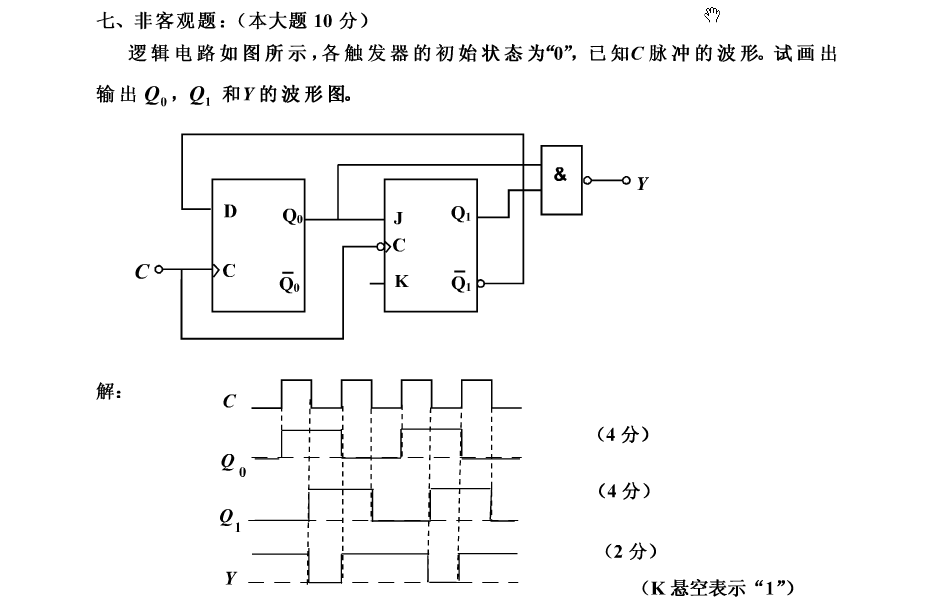 七、非客观题:(本大题 10 分)
逻辑电路如图所示,各触发器的初始状态为“0”,已知C 脉冲的波形。试画出
输出 Q0, Q1 和Y 的波形图。
& Y
D Q0 J Q1
C C C
Q̅0 K Q̅1
解:
C
Q0 (4 分)
Q1 (4 分)
Y (2 分)
(K 悬空表示“1”)